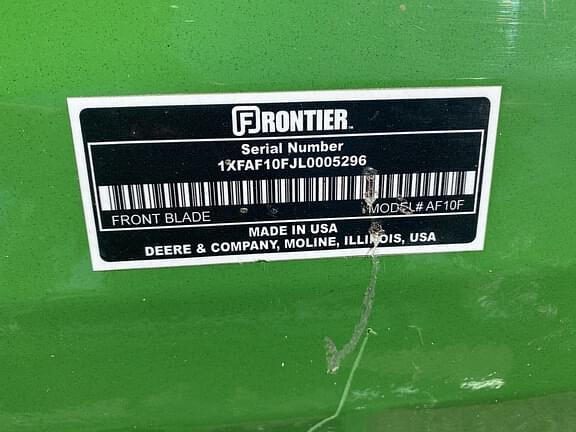 FRONTIER
Serial Number
1XFAF10FJL0005296
FRONT BLADE MODEL# AF10F
MADE IN USA
DEERE & COMPANY, MOLINE, ILLINOIS, USA